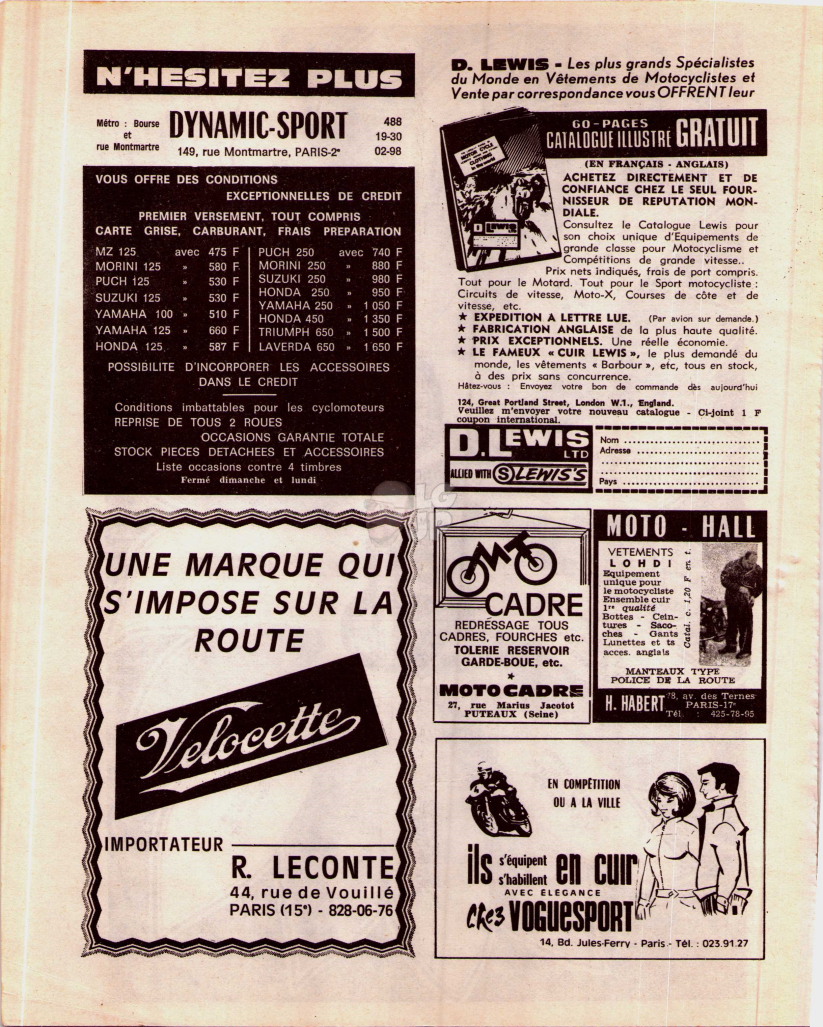 N'HESITEZ PLUS
Métro : Bourse
et
rue Montmartre
DYNAMIC-SPORT
149, rue Montmartre, PARIS-2e
488
19-30
02-98
VOUS OFFRE DES CONDITIONS
EXCEPTIONNELLES DE CREDIT
PREMIER VERSEMENT, TOUT COMPRIS
CARTE GRISE, CARBURANT, FRAIS PREPARATION
MZ 125 avec 475 F
MORINI 125 » 580 F
PUCH 125 » 530 F
SUZUKI 125 » 530 F
YAMAHA 100 » 510 F
YAMAHA 125 » 660 F
HONDA 125 » 587 F
PUCH 250 avec 740 F
MORINI 250 » 880 F
SUZUKI 250 » 980 F
HONDA 250 » 950 F
YAMAHA 250 » 1 050 F
HONDA 450 » 1 350 F
TRIUMPH 650 » 1 500 F
LAVERDA 650 » 1 650 F
POSSIBILITE D'INCORPORER LES ACCESSOIRES
DANS LE CREDIT
Conditions imbattables pour les cyclomoteurs
REPRISE DE TOUS 2 ROUES
OCCASIONS GARANTIE TOTALE
STOCK PIECES DETACHEES ET ACCESSOIRES
Liste occasions contre 4 timbres
Fermé dimanche et lundi
D. LEWIS - Les plus grands Spécialistes
du Monde en Vêtements de Motocyclistes et
Vente par correspondance vous OFFRENT leur
60-PAGES
CATALOGUE ILLUSTRE GRATUIT
(EN FRANÇAIS - ANGLAIS)
ACHETEZ DIRECTEMENT ET DE
CONFIANCE CHEZ LE SEUL FOUR-
NISSEUR DE REPUTATION MON-
DIALE.
Consultez le Catalogue Lewis pour
son choix unique d'Equipements de
grande classe pour Motocyclisme et
Compétitions de grande vitesse..
Prix nets indiqués, frais de port compris.
Tout pour le Motard. Tout pour le Sport motocycliste :
Circuits de vitesse, Moto-X, Courses de côte et de
vitesse, etc.
★ EXPEDITION A LETTRE LUE. (Par avion sur demande.)
★ FABRICATION ANGLAISE de la plus haute qualité.
★ PRIX EXCEPTIONNELS. Une réelle économie.
★ LE FAMEUX « CUIR LEWIS », le plus demandé du
monde, les vêtements « Barbour », etc, tous en stock,
à des prix sans concurrence.
Hâtez-vous : Envoyez votre bon de commande dès aujourd'hui
124, Great Portland Street, London W.1., England.
Veuillez m'envoyer votre nouveau catalogue - Ci-joint 1 F
coupon international.
D. LEWIS
LTD
ALLIED WITH S LEWIS'S
Nom ..............................
Adresse ..........................
Pays ..............................
UNE MARQUE QUI
S'IMPOSE SUR LA
ROUTE
Velocette
IMPORTATEUR
R. LECONTE
44, rue de Vouillé
PARIS (15e) - 828-06-76
MOTO
CADRE
REDRESSAGE TOUS
CADRES, FOURCHES etc.
TOLERIE RESERVOIR
GARDE-BOUE, etc.
★
MOTO CADRE
27, rue Marius Jacotot
PUTEAUX (Seine)
MOTO - HALL
VETEMENTS
LOHDI
Equipement
unique pour
le motocycliste
Ensemble cuir
1re qualité
Bottes - Cein-
tures - Saco-
ches - Gants
Lunettes et ts
acces. anglais
Catal. c. 1,20 F en t.
MANTEAUX TYPE
POLICE DE LA ROUTE
H. HABERT
78, av. des Ternes
PARIS-17e
Tél. : 425-78-95
EN COMPÉTITION
OU A LA VILLE
ils s'équipent
s'habillent en cuir
AVEC ÉLÉGANCE
chez VOGUESPORT
14, Bd. Jules-Ferry - Paris - Tél. : 023.91.27